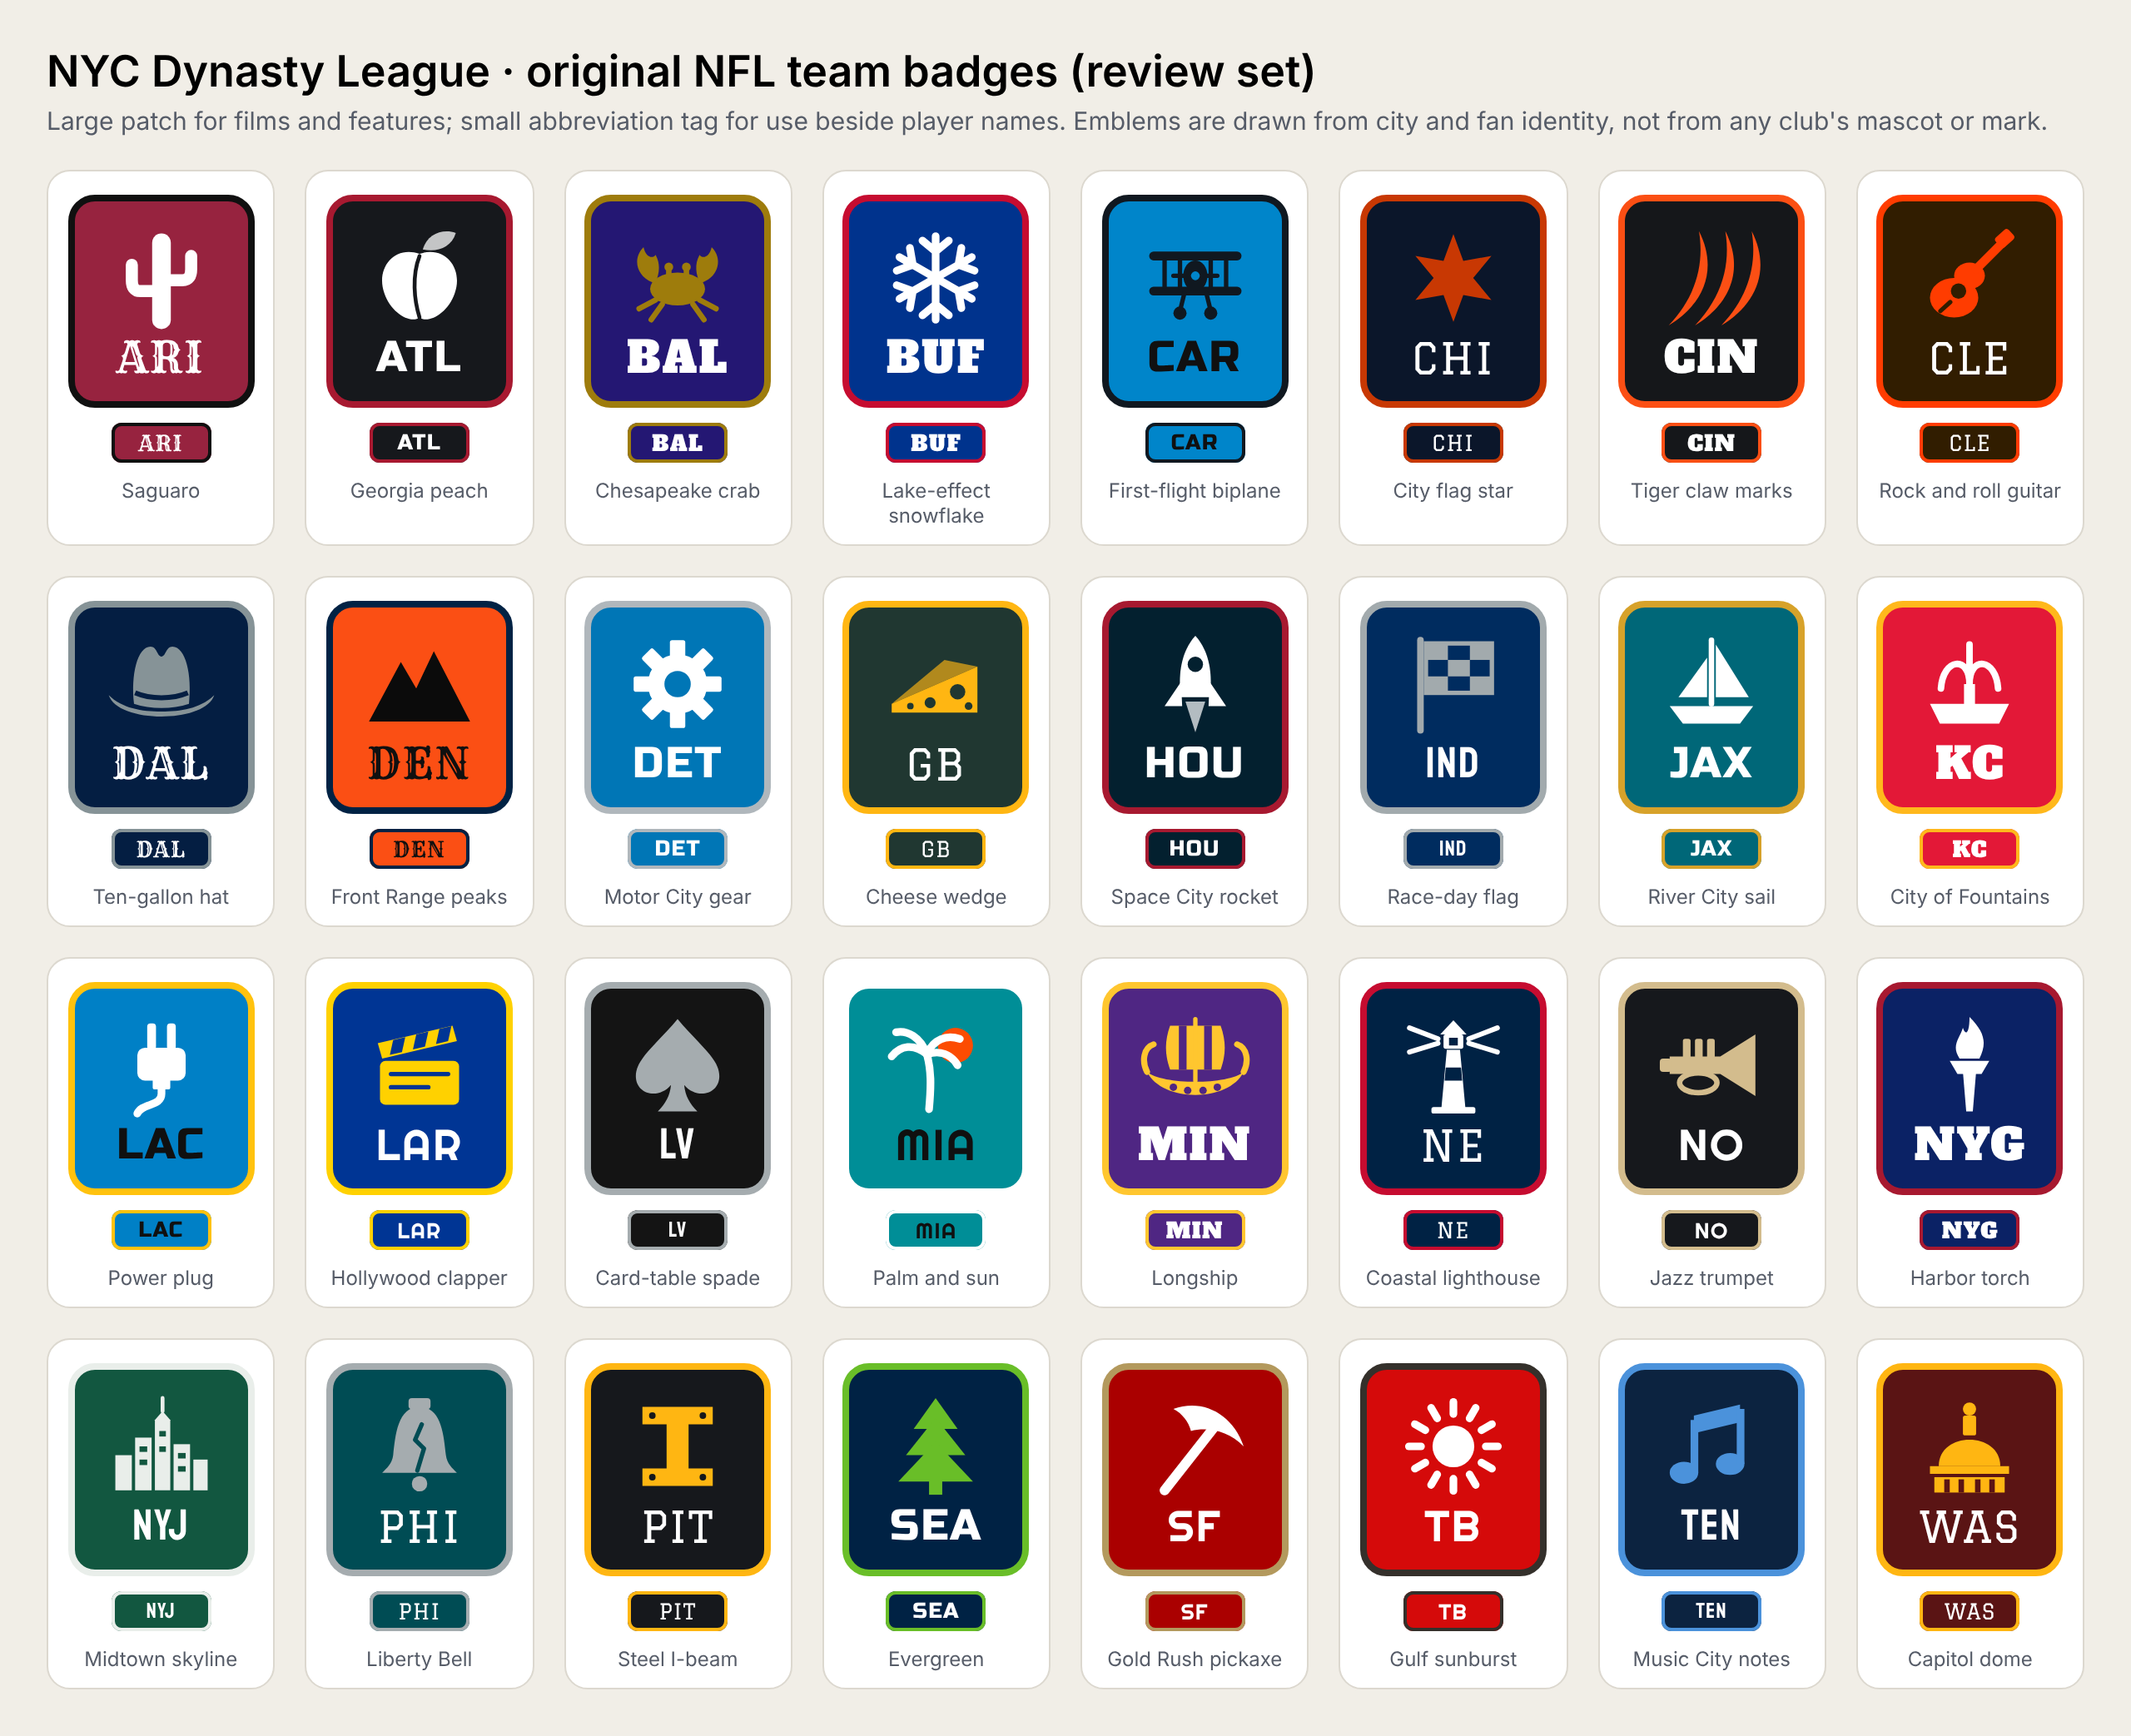 NYC Dynasty League · original NFL team badges (review set)
Large patch for films and features; small abbreviation tag for use beside player names. Emblems are drawn from city and fan identity, not from any club's mascot or mark.
ARI
ARI
Saguaro
ATL
ATL
Georgia peach
BAL
BAL
Chesapeake crab
BUF
BUF
Lake-effect
snowflake
CAR
CAR
First-flight biplane
CHI
CHI
City flag star
CIN
CIN
Tiger claw marks
CLE
CLE
Rock and roll guitar
DAL
DAL
Ten-gallon hat
DEN
DEN
Front Range peaks
DET
DET
Motor City gear
GB
GB
Cheese wedge
HOU
HOU
Space City rocket
IND
IND
Race-day flag
JAX
JAX
River City sail
KC
KC
City of Fountains
LAC
LAC
Power plug
LAR
LAR
Hollywood clapper
LV
LV
Card-table spade
MIA
MIA
Palm and sun
MIN
MIN
Longship
NE
NE
Coastal lighthouse
NO
NO
Jazz trumpet
NYG
NYG
Harbor torch
NYJ
NYJ
Midtown skyline
PHI
PHI
Liberty Bell
PIT
PIT
Steel I-beam
SEA
SEA
Evergreen
SF
SF
Gold Rush pickaxe
TB
TB
Gulf sunburst
TEN
TEN
Music City notes
WAS
WAS
Capitol dome